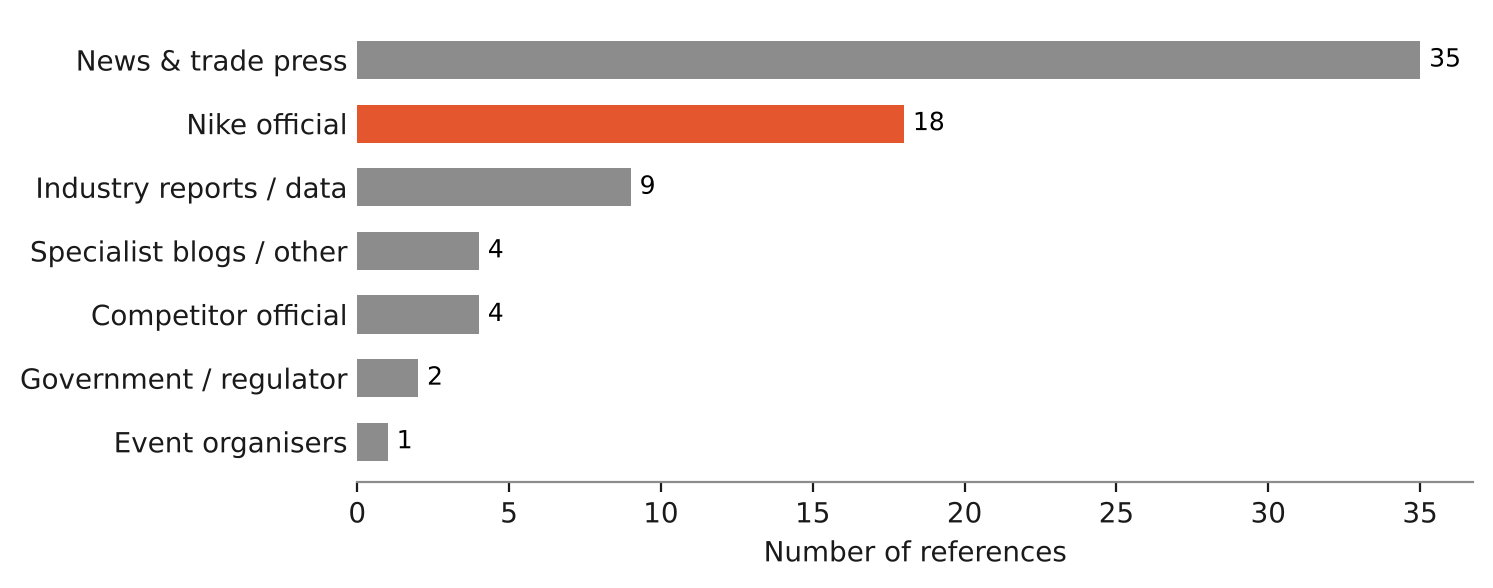 News & trade press 35
Nike official 18
Industry reports / data 9
Specialist blogs / other 4
Competitor official 4
Government / regulator 2
Event organisers 1
0 5 10 15 20 25 30 35
Number of references